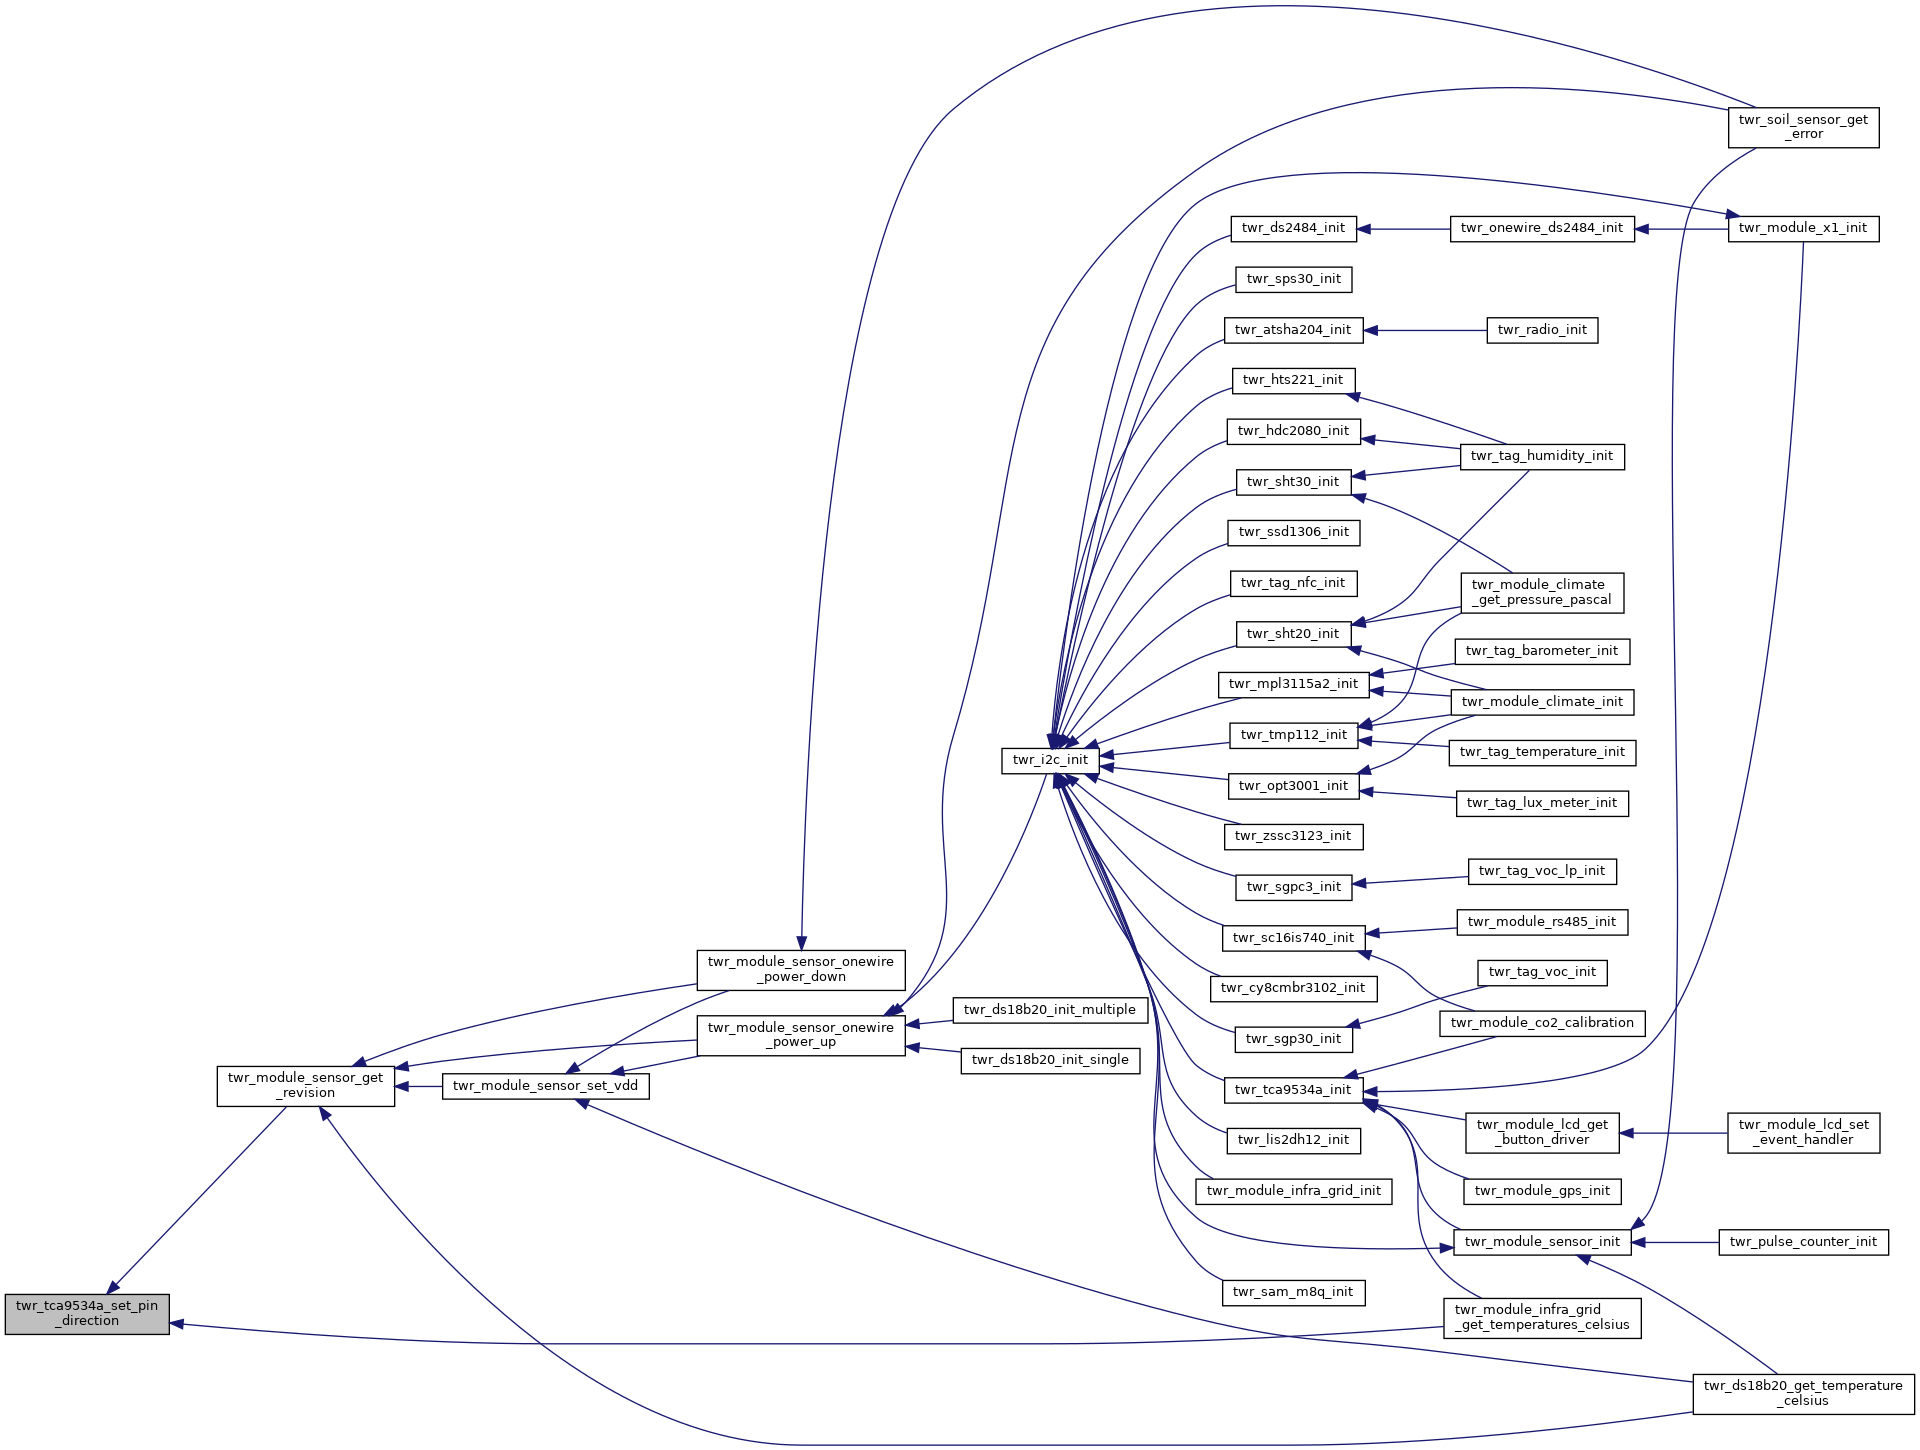 twr_soil_sensor_get
_error
twr_ds2484_init
twr_onewire_ds2484_init
twr_module_x1_init
twr_sps30_init
twr_atsha204_init
twr_radio_init
twr_hts221_init
twr_hdc2080_init
twr_tag_humidity_init
twr_sht30_init
twr_ssd1306_init
twr_tag_nfc_init
twr_module_climate
_get_pressure_pascal
twr_sht20_init
twr_tag_barometer_init
twr_mpl3115a2_init
twr_module_climate_init
twr_tmp112_init
twr_tag_temperature_init
twr_i2c_init
twr_opt3001_init
twr_tag_lux_meter_init
twr_zssc3123_init
twr_sgpc3_init
twr_tag_voc_lp_init
twr_sc16is740_init
twr_module_rs485_init
twr_module_sensor_onewire
_power_down
twr_tag_voc_init
twr_cy8cmbr3102_init
twr_ds18b20_init_multiple
twr_module_sensor_onewire
_power_up
twr_module_co2_calibration
twr_sgp30_init
twr_ds18b20_init_single
twr_module_sensor_get
_revision
twr_module_sensor_set_vdd
twr_tca9534a_init
twr_module_lcd_get
_button_driver
twr_module_lcd_set
_event_handler
twr_lis2dh12_init
twr_module_infra_grid_init
twr_module_gps_init
twr_module_sensor_init
twr_pulse_counter_init
twr_sam_m8q_init
twr_tca9534a_set_pin
_direction
twr_module_infra_grid
_get_temperatures_celsius
twr_ds18b20_get_temperature
_celsius